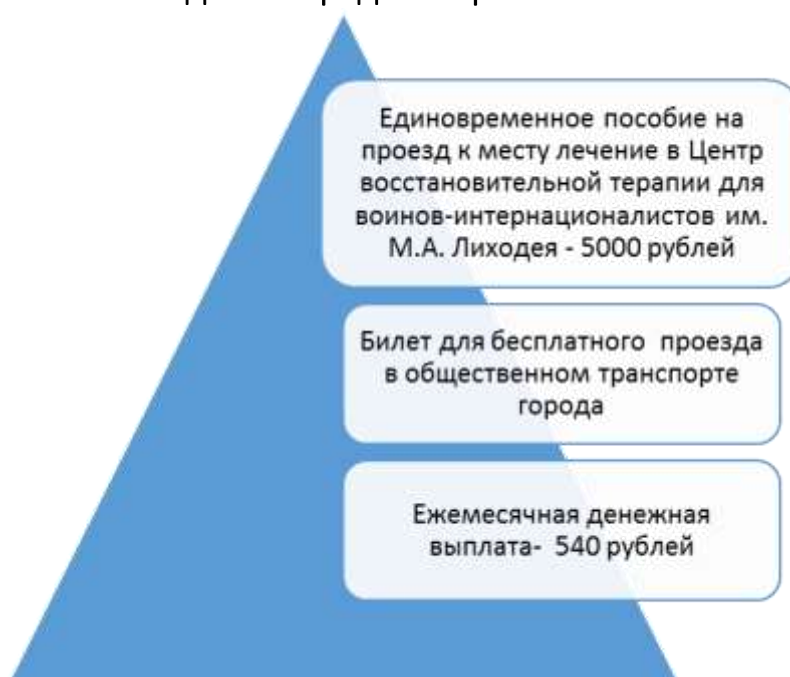 Единовременное пособие на
проезд к месту лечение в Центр
восстановительной терапии для
воинов-интернационалистов им.
М.А. Лиходея - 5000 рублей
Билет для бесплатного проезда
в общественном транспорте
города
Ежемесячная денежная
выплата- 540 рублей